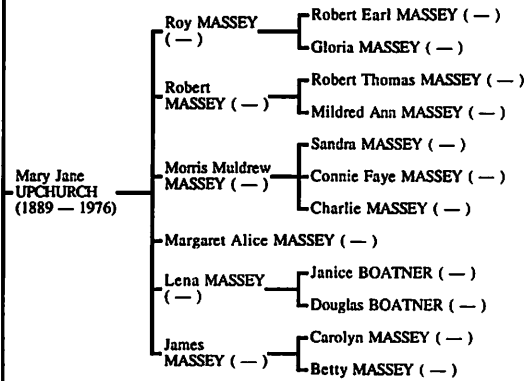 Roy MASSEY
( — )
Robert Earl MASSEY ( — )
Gloria MASSEY ( — )
Robert
MASSEY ( — )
Robert Thomas MASSEY ( — )
Mildred Ann MASSEY ( — )
Mary Jane
UPCHURCH
(1889 — 1976)
Morris Muldrew
MASSEY ( — )
Sandra MASSEY ( — )
Connie Faye MASSEY ( — )
Charlie MASSEY ( — )
Margaret Alice MASSEY ( — )
Lena MASSEY
( — )
Janice BOATNER ( — )
Douglas BOATNER ( — )
James
MASSEY ( — )
Carolyn MASSEY ( — )
Betty MASSEY ( — )